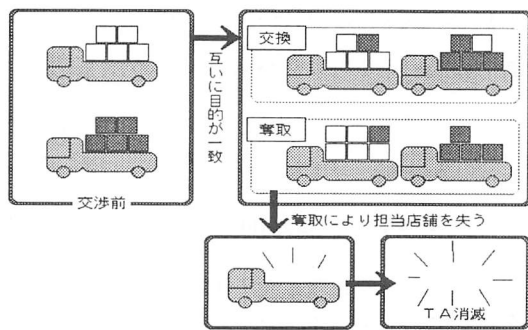 交換
互いに目的が一致
奪取
交渉前
奪取により担当店舗を失う
TA消滅